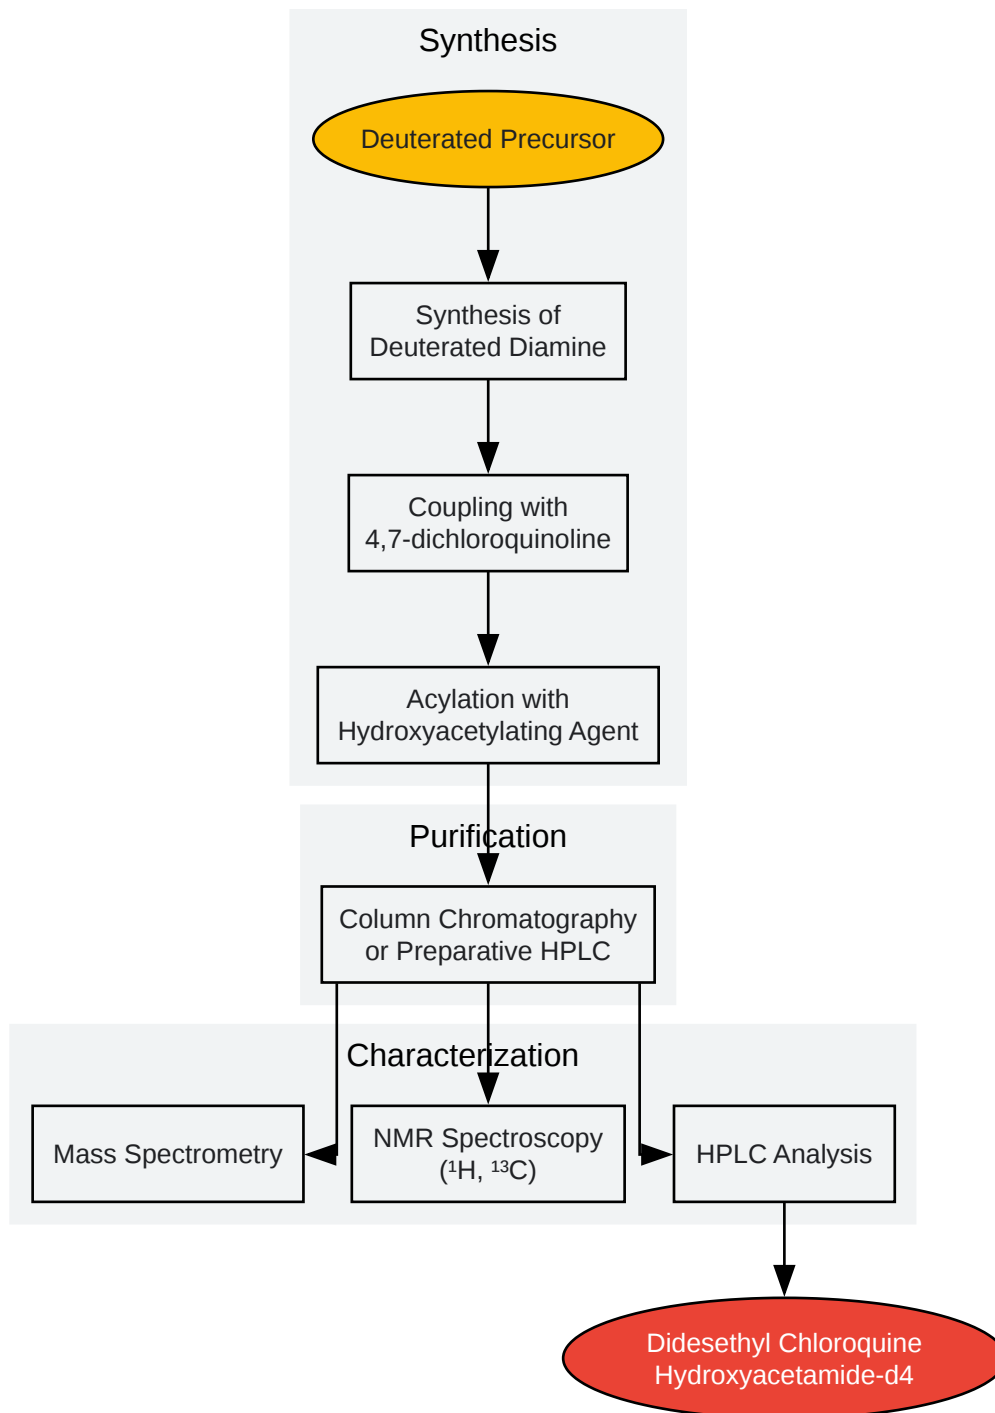 Synthesis
Deuterated Precursor
Synthesis of
Deuterated Diamine
Coupling with
4,7-dichloroquinoline
Acylation with
Hydroxyacetylating Agent
Purification
Column Chromatography
or Preparative HPLC
Characterization
Mass Spectrometry
NMR Spectroscopy
(¹H, ¹³C)
HPLC Analysis
Didesethyl Chloroquine
Hydroxyacetamide-d4